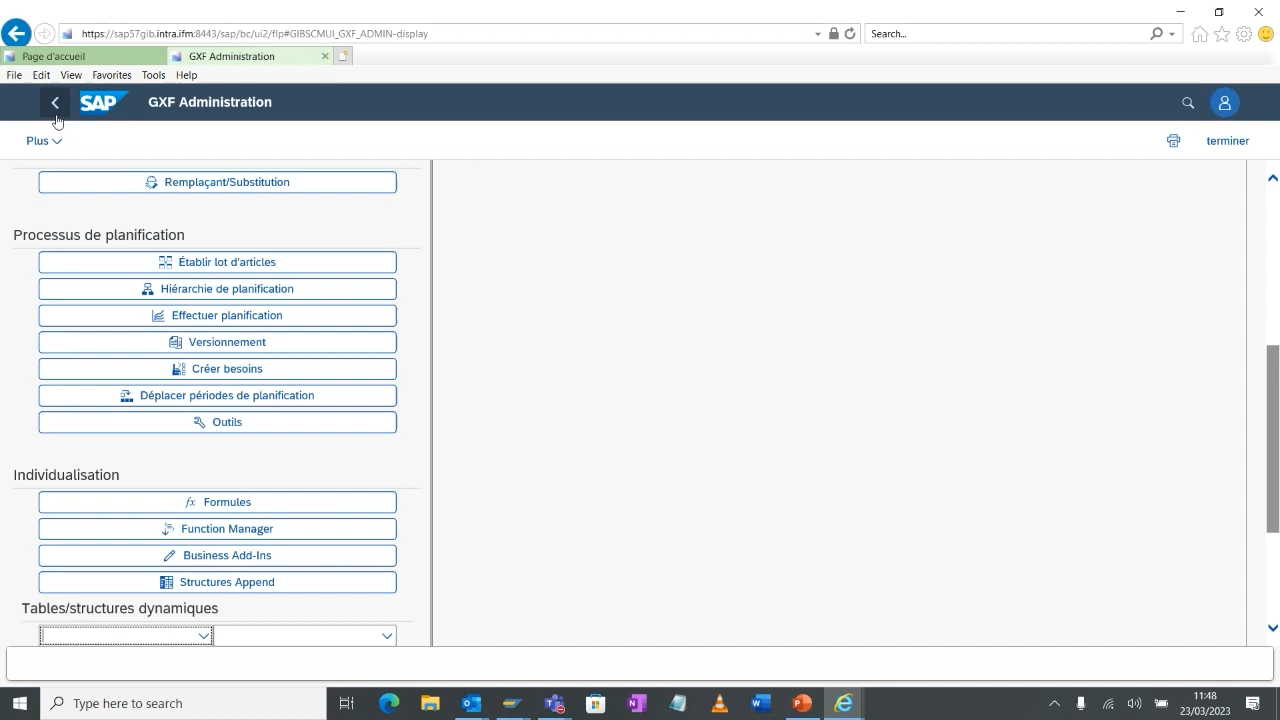 https://sap57gib.intra.ifm:8443/sap/bc/ui2/flp#GIBSCMUI_GXF_ADMIN-display
Search...
Page d'accueil
GXF Administration
File Edit View Favorites Tools Help
SAP GXF Administration
Plus
terminer
Remplaçant/Substitution
Processus de planification
Établir lot d'articles
Hiérarchie de planification
Effectuer planification
Versionnement
Créer besoins
Déplacer périodes de planification
Outils
Individualisation
fx Formules
Function Manager
Business Add-Ins
Structures Append
Tables/structures dynamiques
Type here to search
11:48
23/03/2023